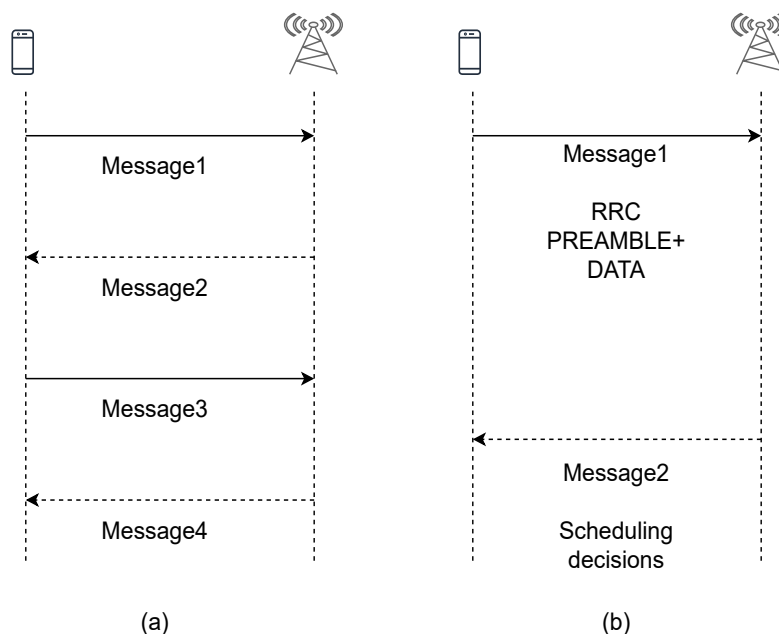 Message1
Message2
Message3
Message4
(a)
Message1
RRC
PREAMBLE+
DATA
Message2
Scheduling
decisions
(b)